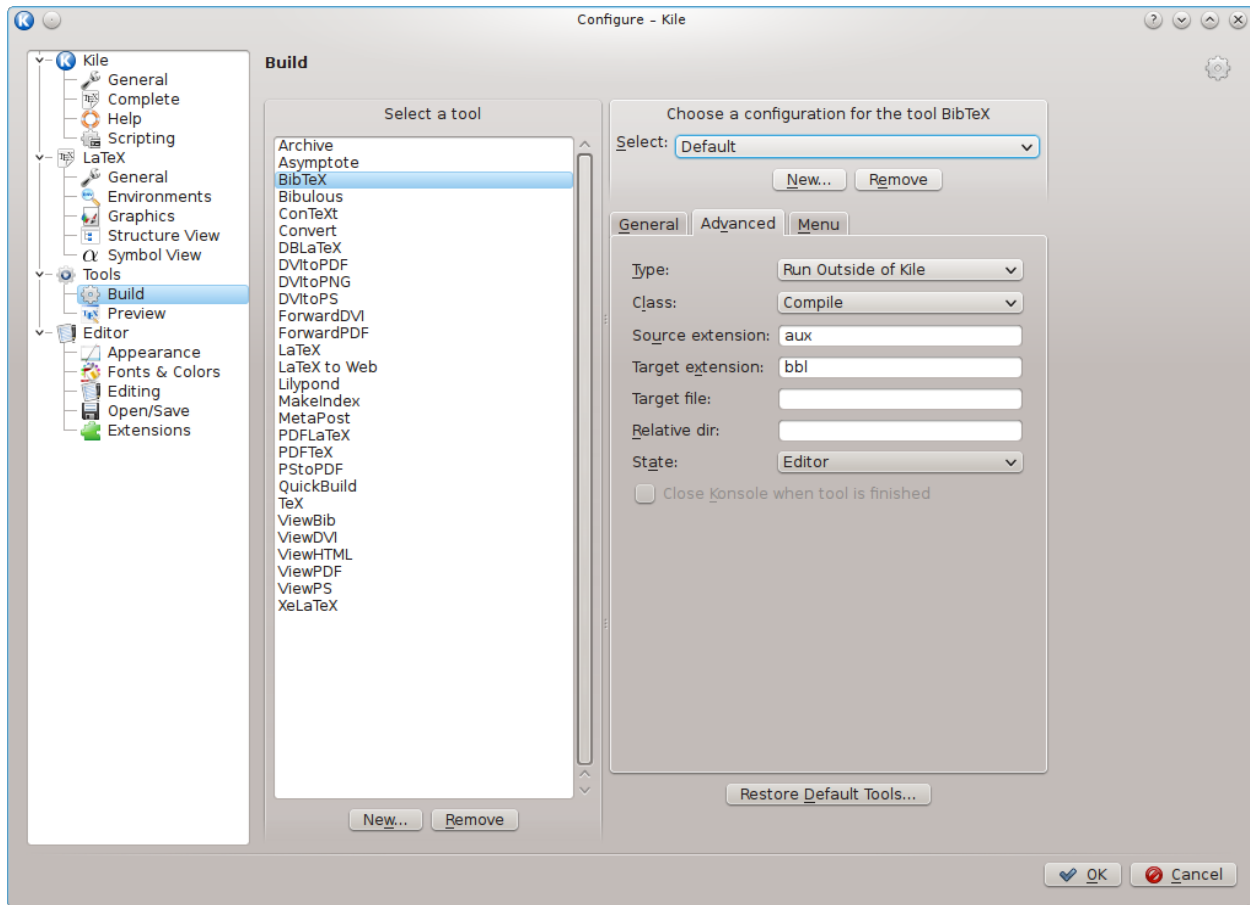 Configure – Kile
Kile
General
Complete
Help
Scripting
LaTeX
General
Environments
Graphics
Structure View
Symbol View
Tools
Build
Preview
Editor
Appearance
Fonts & Colors
Editing
Open/Save
Extensions
Build
Select a tool
Archive
Asymptote
BibTeX
Bibulous
ConTeXt
Convert
DBLaTeX
DVItoPDF
DVItoPNG
DVItoPS
ForwardDVI
ForwardPDF
LaTeX
LaTeX to Web
Lilypond
MakeIndex
MetaPost
PDFLaTeX
PDFTeX
PStoPDF
QuickBuild
TeX
ViewBib
ViewDVI
ViewHTML
ViewPDF
ViewPS
XeLaTeX
New... Remove
Choose a configuration for the tool BibTeX
Select: Default
New... Remove
General Advanced Menu
Type: Run Outside of Kile
Class: Compile
Source extension: aux
Target extension: bbl
Target file:
Relative dir:
State: Editor
Close Konsole when tool is finished
Restore Default Tools...
OK Cancel